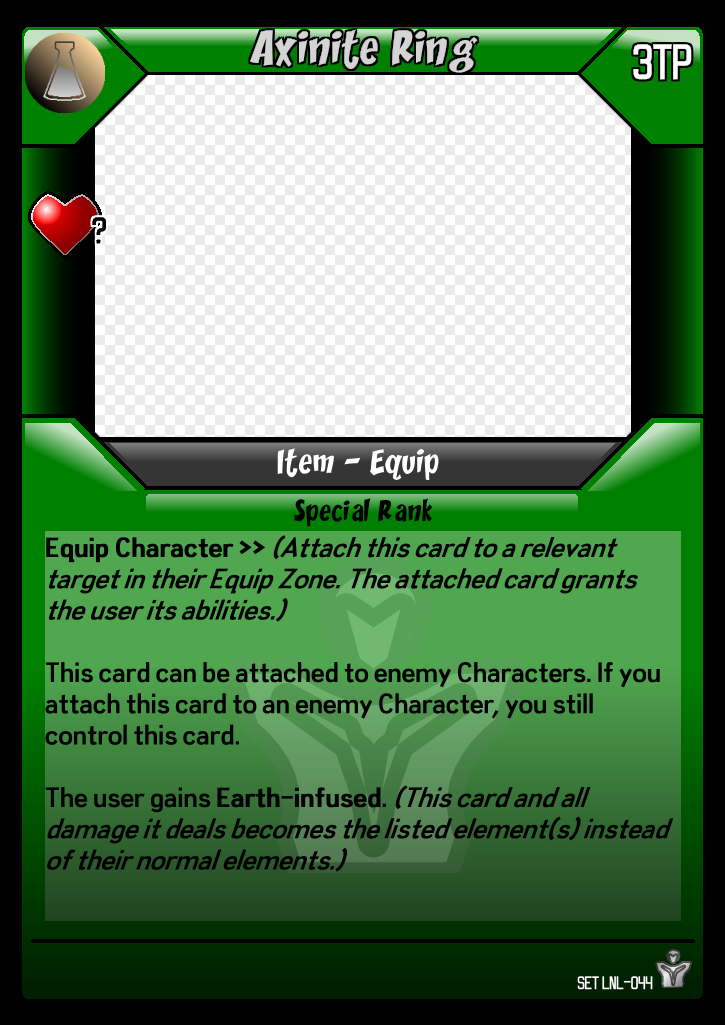 Axinite Ring
3TP
?
Item - Equip
Special Rank
Equip Character >> (Attach this card to a relevant
target in their Equip Zone. The attached card grants
the user its abilities.)
This card can be attached to enemy Characters. If you
attach this card to an enemy Character, you still
control this card.
The user gains Earth-infused. (This card and all
damage it deals becomes the listed element(s) instead
of their normal elements.)
SET LNL-044